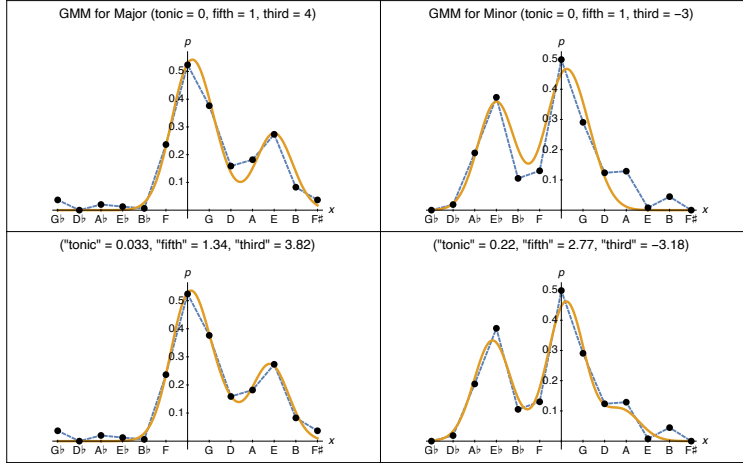 GMM for Major (tonic = 0, fifth = 1, third = 4)
p
0.5
0.4
0.3
0.2
0.1
x
G♭ D♭ A♭ E♭ B♭ F G D A E B F♯
GMM for Minor (tonic = 0, fifth = 1, third = −3)
p
0.5
0.4
0.3
0.2
0.1
x
G♭ D♭ A♭ E♭ B♭ F G D A E B F♯
("tonic" = 0.033, "fifth" = 1.34, "third" = 3.82)
p
0.5
0.4
0.3
0.2
0.1
x
G♭ D♭ A♭ E♭ B♭ F G D A E B F♯
("tonic" = 0.22, "fifth" = 2.77, "third" = −3.18)
p
0.5
0.4
0.3
0.2
0.1
x
G♭ D♭ A♭ E♭ B♭ F G D A E B F♯